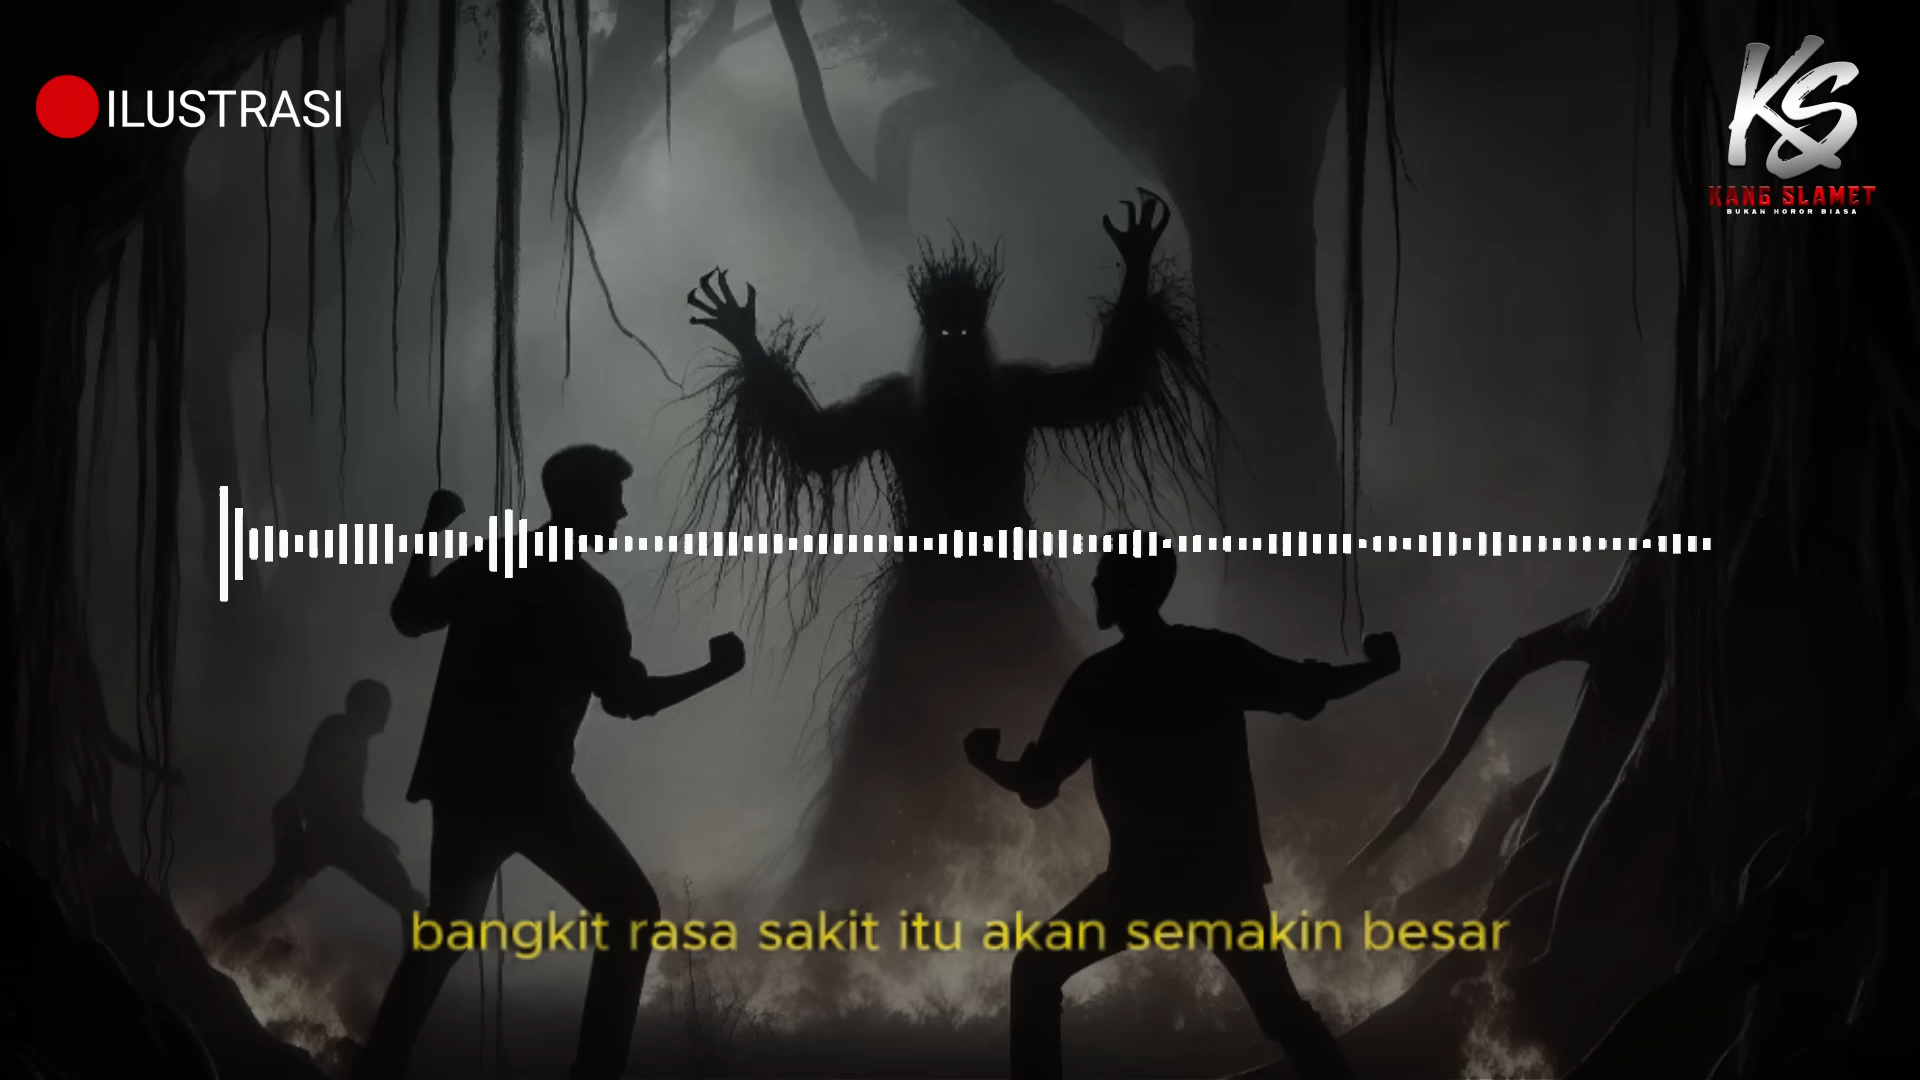 ILUSTRASI
KS
KANG SLAMET
BUKAN HOROR BIASA
bangkit rasa sakit itu akan semakin besar